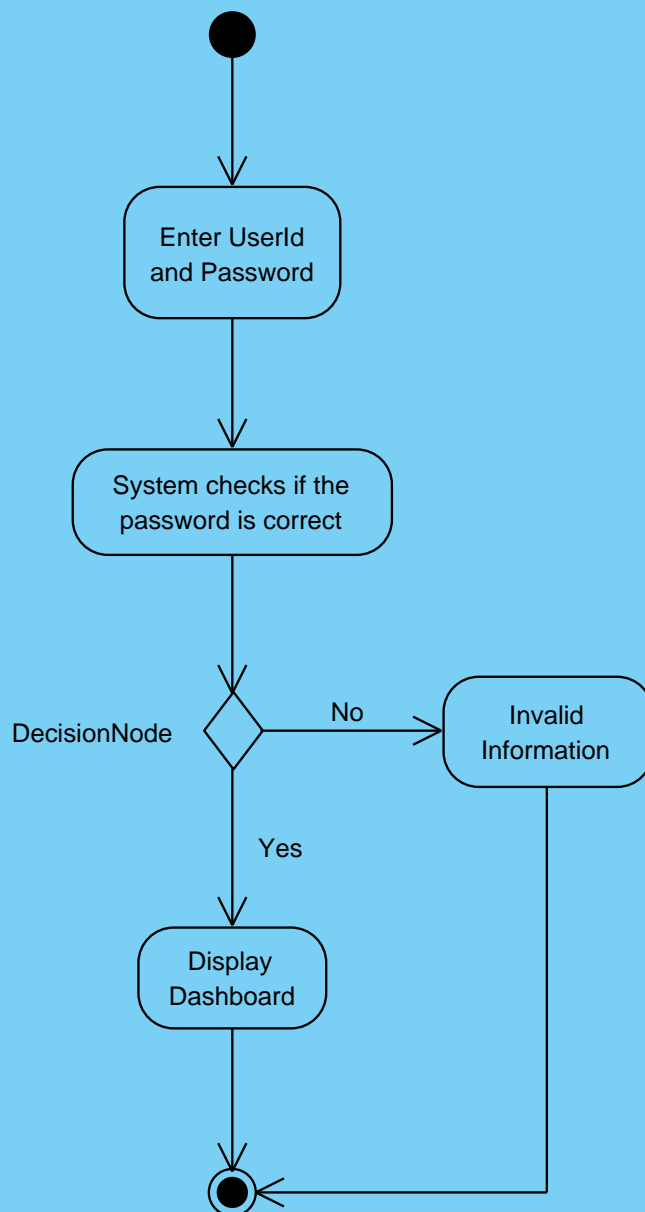 Enter UserId
and Password
System checks if the
password is correct
DecisionNode
No
Invalid
Information
Yes
Display
Dashboard